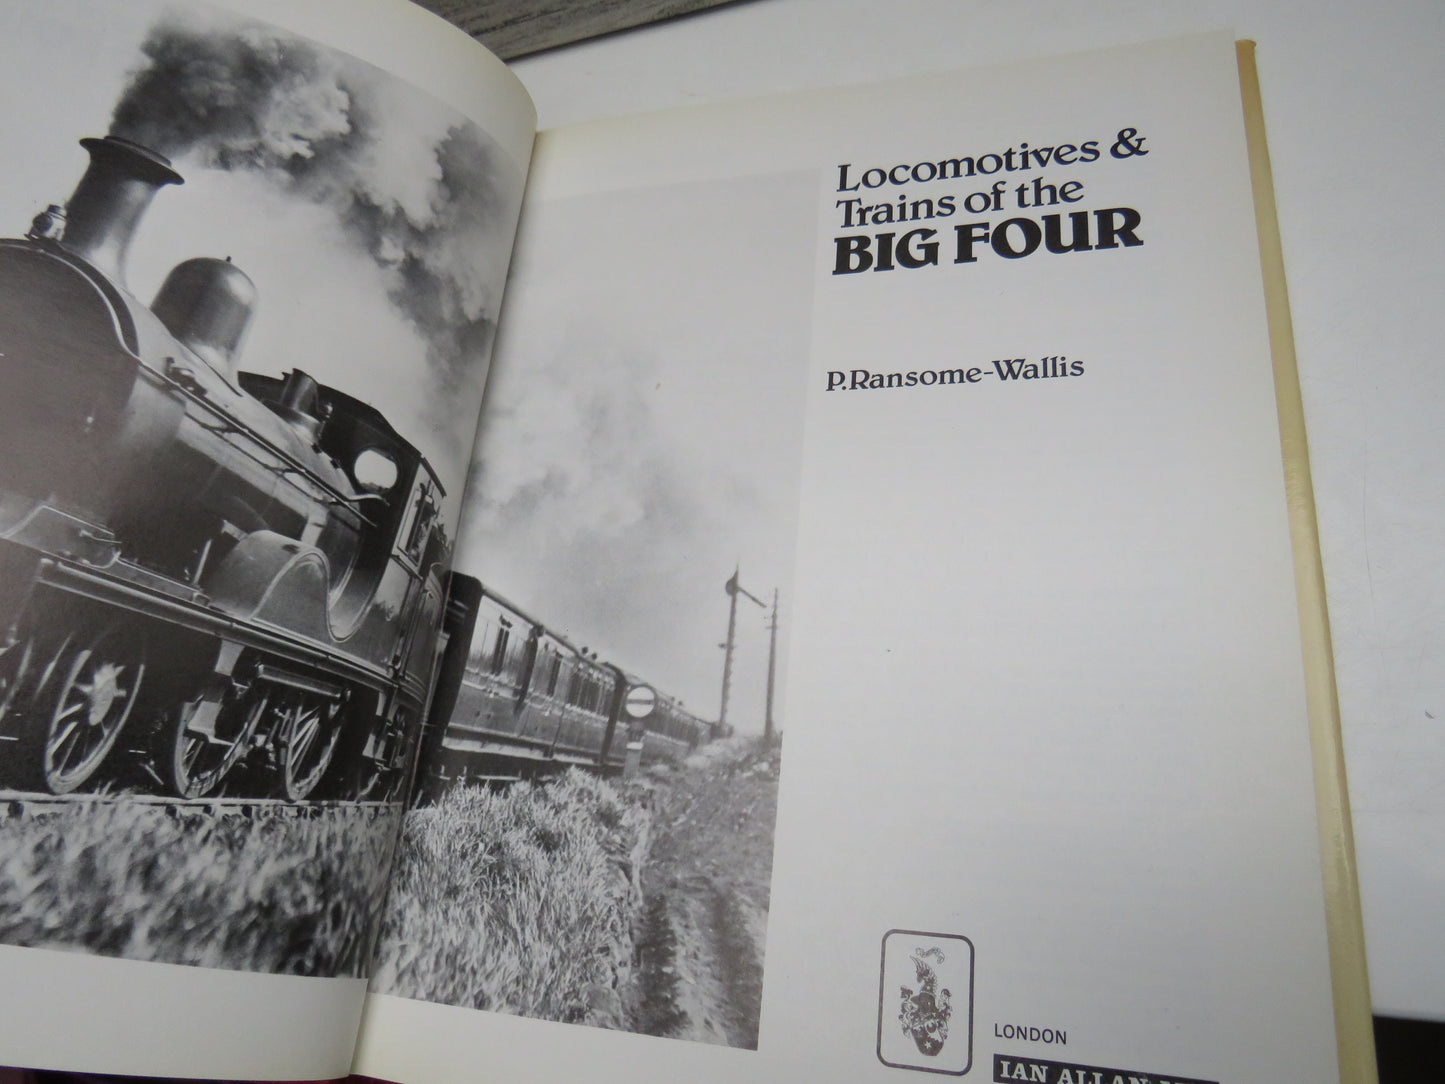 Locomotives &
Trains of the
BIG FOUR
P.Ransome-Wallis
LONDON
IAN ALLAN